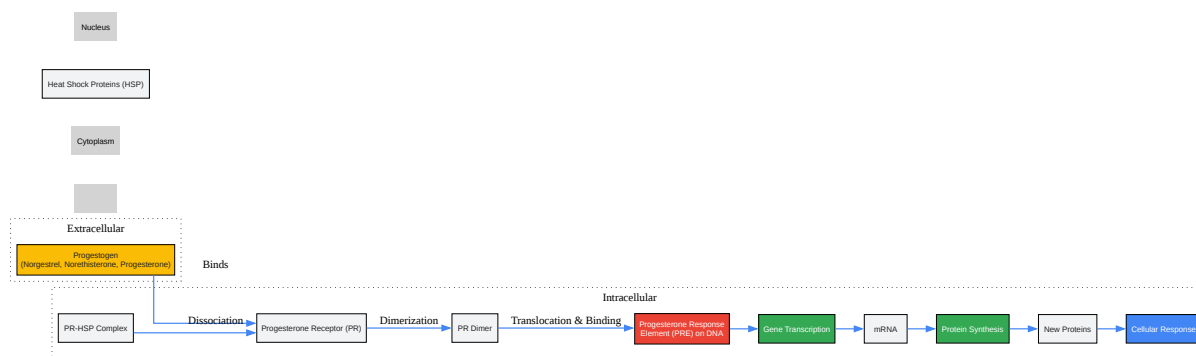 Nucleus
Heat Shock Proteins (HSP)
Cytoplasm
Extracellular
Progestogen
(Norgestrel, Norethisterone, Progesterone)
Binds
Intracellular
PR-HSP Complex
Dissociation
Progesterone Receptor (PR)
Dimerization
PR Dimer
Translocation & Binding
Progesterone Response
Element (PRE) on DNA
Gene Transcription
mRNA
Protein Synthesis
New Proteins
Cellular Response